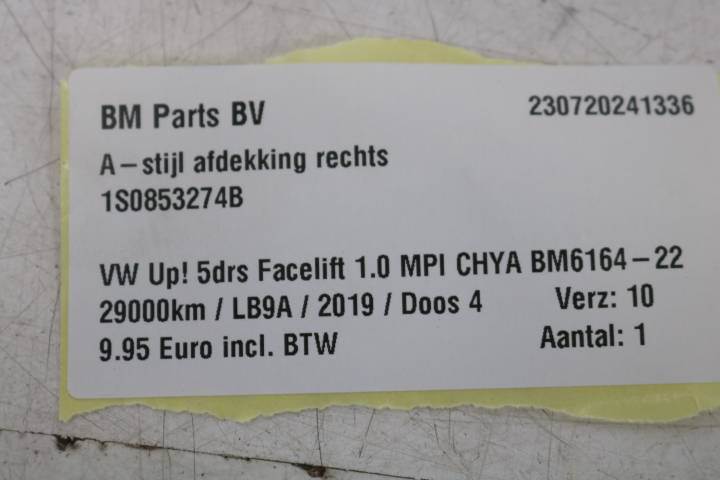 BM Parts BV 230720241336
A-stijl afdekking rechts
1S0853274B
VW Up! 5drs Facelift 1.0 MPI CHYA BM6164-22
29000km / LB9A / 2019 / Doos 4 Verz: 10
9.95 Euro incl. BTW Aantal: 1